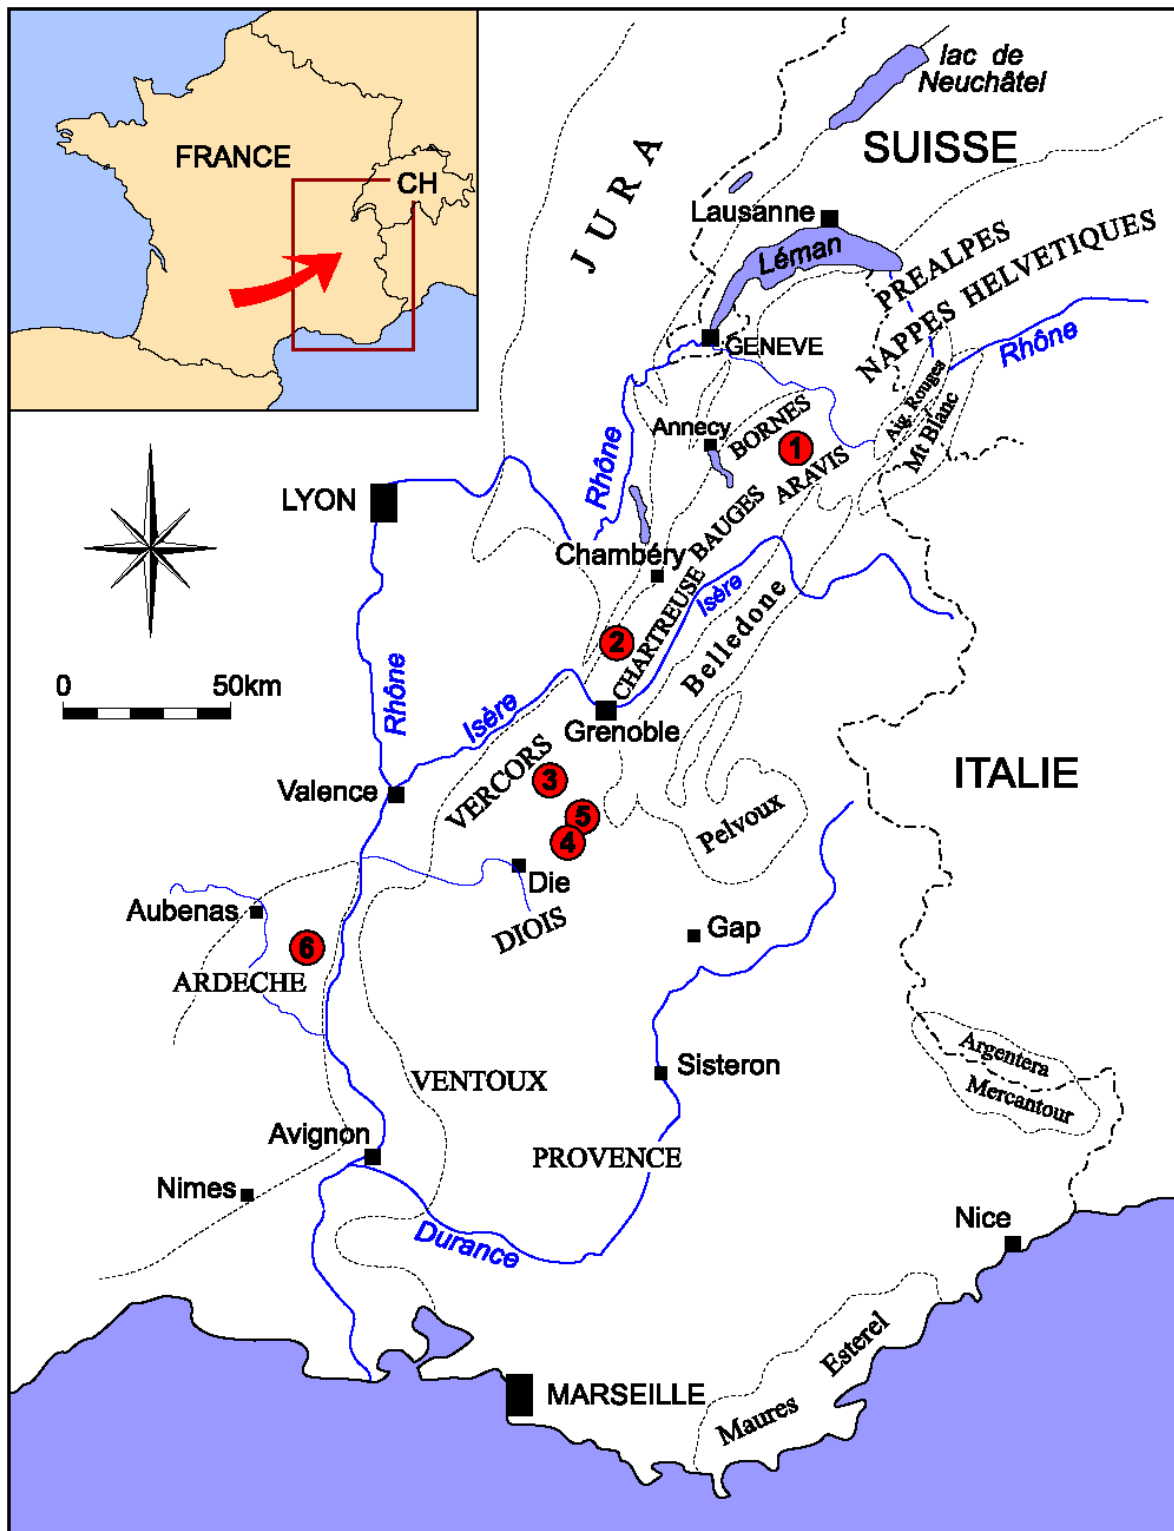 FRANCE
CH
lac de
Neuchâtel
SUISSE
JURA
Lausanne
Léman
PREALPES
NAPPES HELVETIQUES
Rhône
GENEVE
Aig. Rouges
Mt Blanc
Annecy
BORNES
1
ARAVIS
Rhône
LYON
BAUGES
Chambéry
CHARTREUSE
Isère
Belledone
2
0 50km
Rhône
Isère
Grenoble
VERCORS
3
ITALIE
Valence
5
4
Pelvoux
Die
Aubenas
DIOIS
Gap
6
ARDECHE
Argentera
Mercantour
VENTOUX
Sisteron
Avignon
PROVENCE
Nimes
Durance
Nice
Esterel
MARSEILLE
Maures